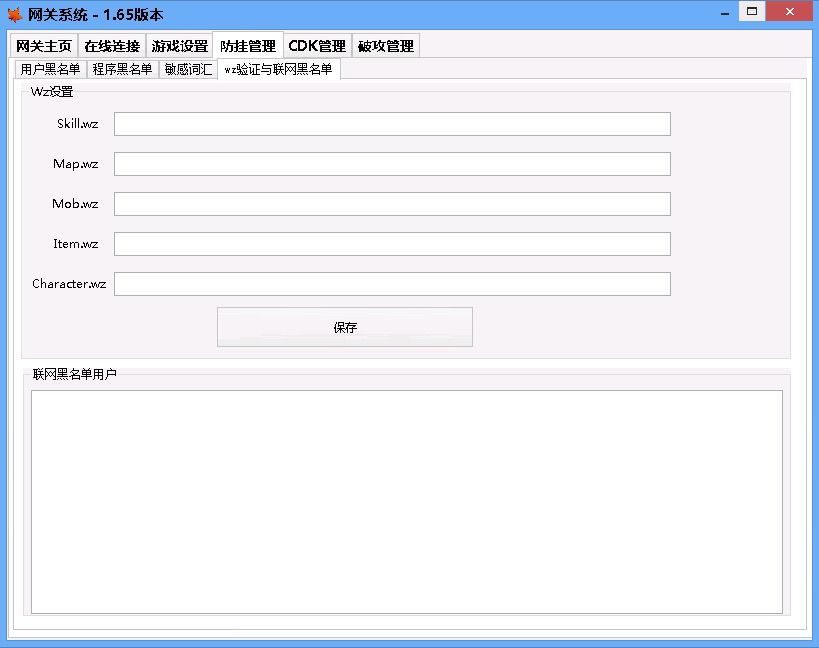 网关系统 - 1.65版本
网关主页 在线连接 游戏设置 防挂管理 CDK管理 破攻管理
用户黑名单 程序黑名单 敏感词汇 wz验证与联网黑名单
Wz设置
Skill.wz
Map.wz
Mob.wz
Item.wz
Character.wz
保存
联网黑名单用户